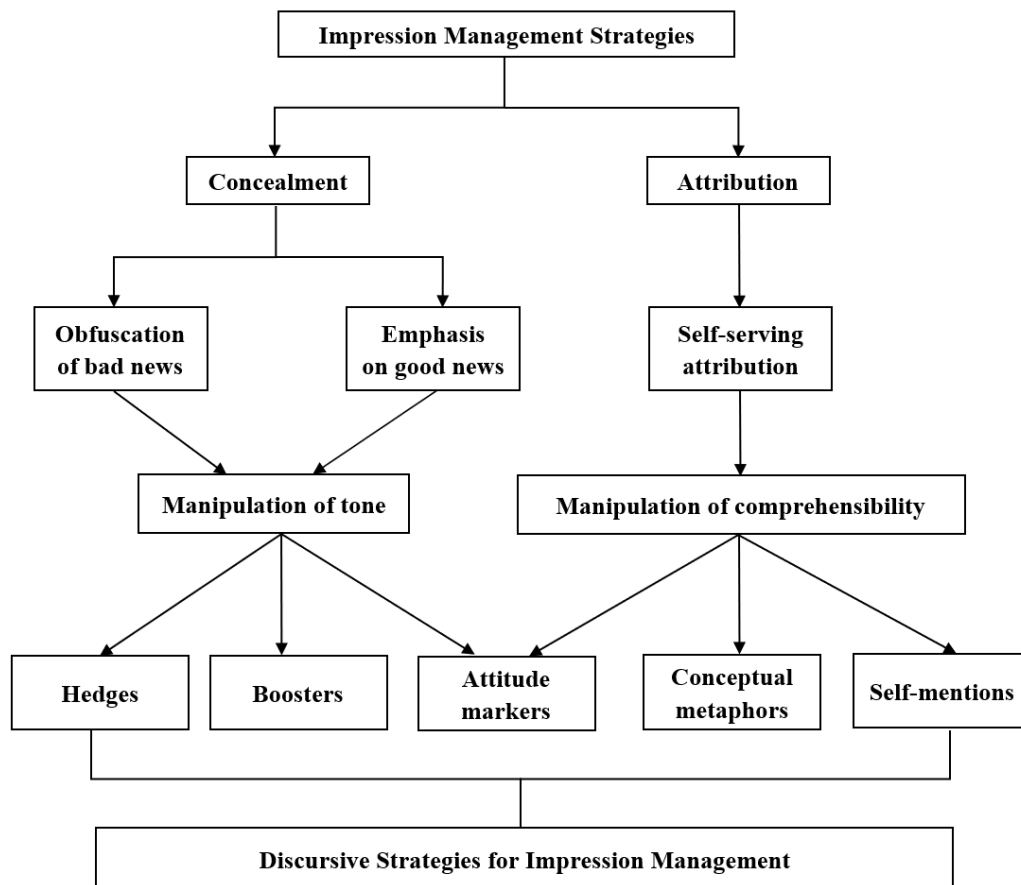 Impression Management Strategies
Concealment
Attribution
Obfuscation
of bad news
Emphasis
on good news
Self-serving
attribution
Manipulation of tone
Manipulation of comprehensibility
Hedges
Boosters
Attitude
markers
Conceptual
metaphors
Self-mentions
Discursive Strategies for Impression Management